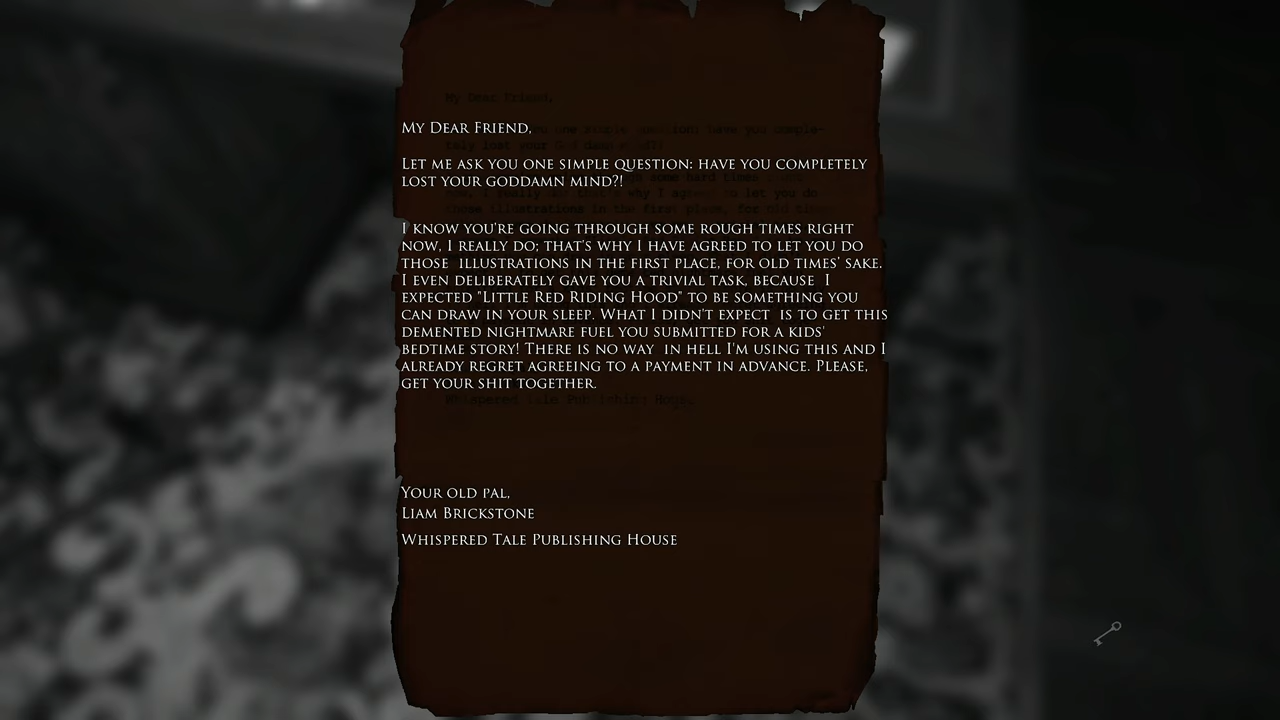 My Dear Friend,
Let me ask you one simple question: have you completely
lost your goddamn mind?!
I know you're going through some rough times right
now, I really do; that's why I have agreed to let you do
those illustrations in the first place, for old times' sake.
I even deliberately gave you a trivial task, because I
expected "Little Red Riding Hood" to be something you
can draw in your sleep. What I didn't expect is to get this
demented nightmare fuel you submitted for a kids'
bedtime story! There is no way in hell I'm using this and I
already regret agreeing to a payment in advance. Please,
get your shit together.
Your old pal,
Liam Brickstone
Whispered Tale Publishing House